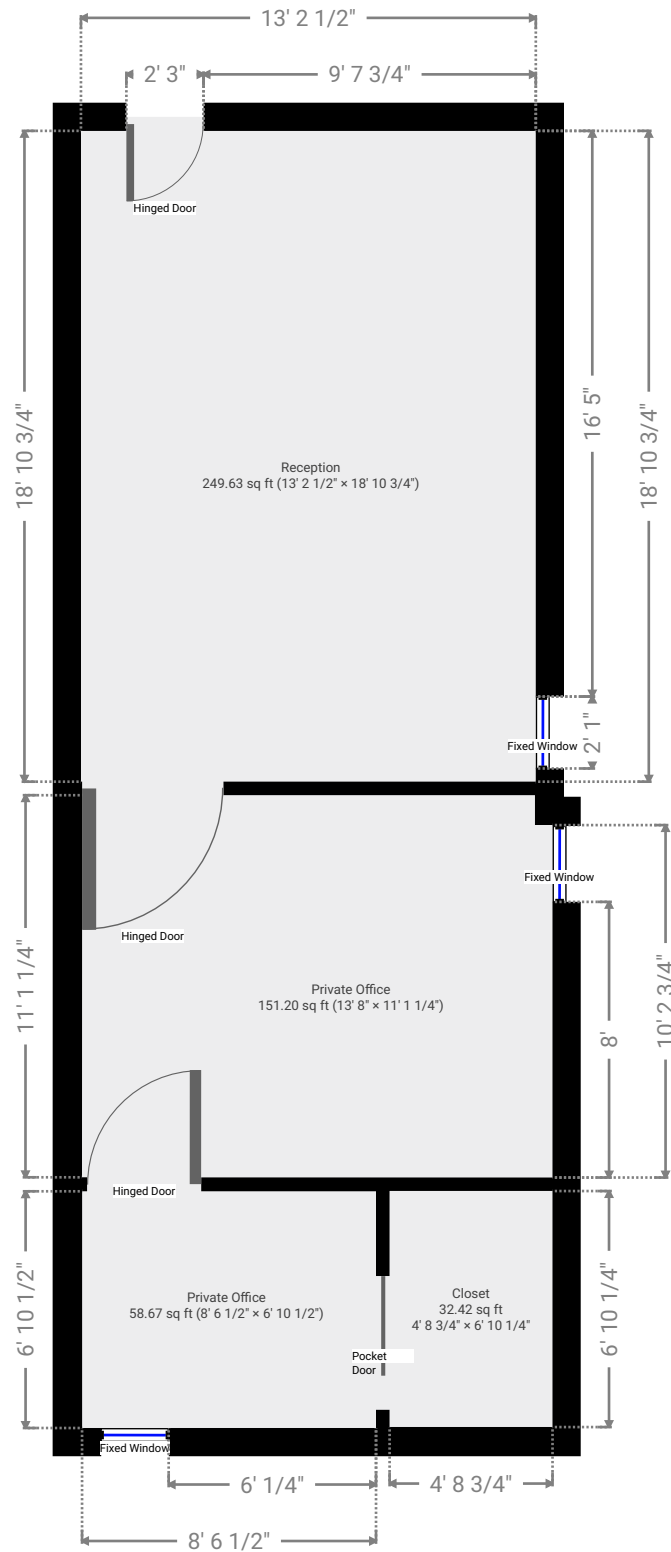 13' 2 1/2"
2' 3"
9' 7 3/4"
Hinged Door
18' 10 3/4"
16' 5"
18' 10 3/4"
Reception
249.63 sq ft (13' 2 1/2" × 18' 10 3/4")
2' 1"
Fixed Window
Fixed Window
Hinged Door
11' 1 1/4"
Private Office
151.20 sq ft (13' 8" × 11' 1 1/4")
8'
10' 2 3/4"
Hinged Door
6' 10 1/2"
Private Office
58.67 sq ft (8' 6 1/2" × 6' 10 1/2")
Closet
32.42 sq ft
4' 8 3/4" × 6' 10 1/4"
6' 10 1/4"
Pocket
Door
Fixed Window
6' 1/4"
4' 8 3/4"
8' 6 1/2"